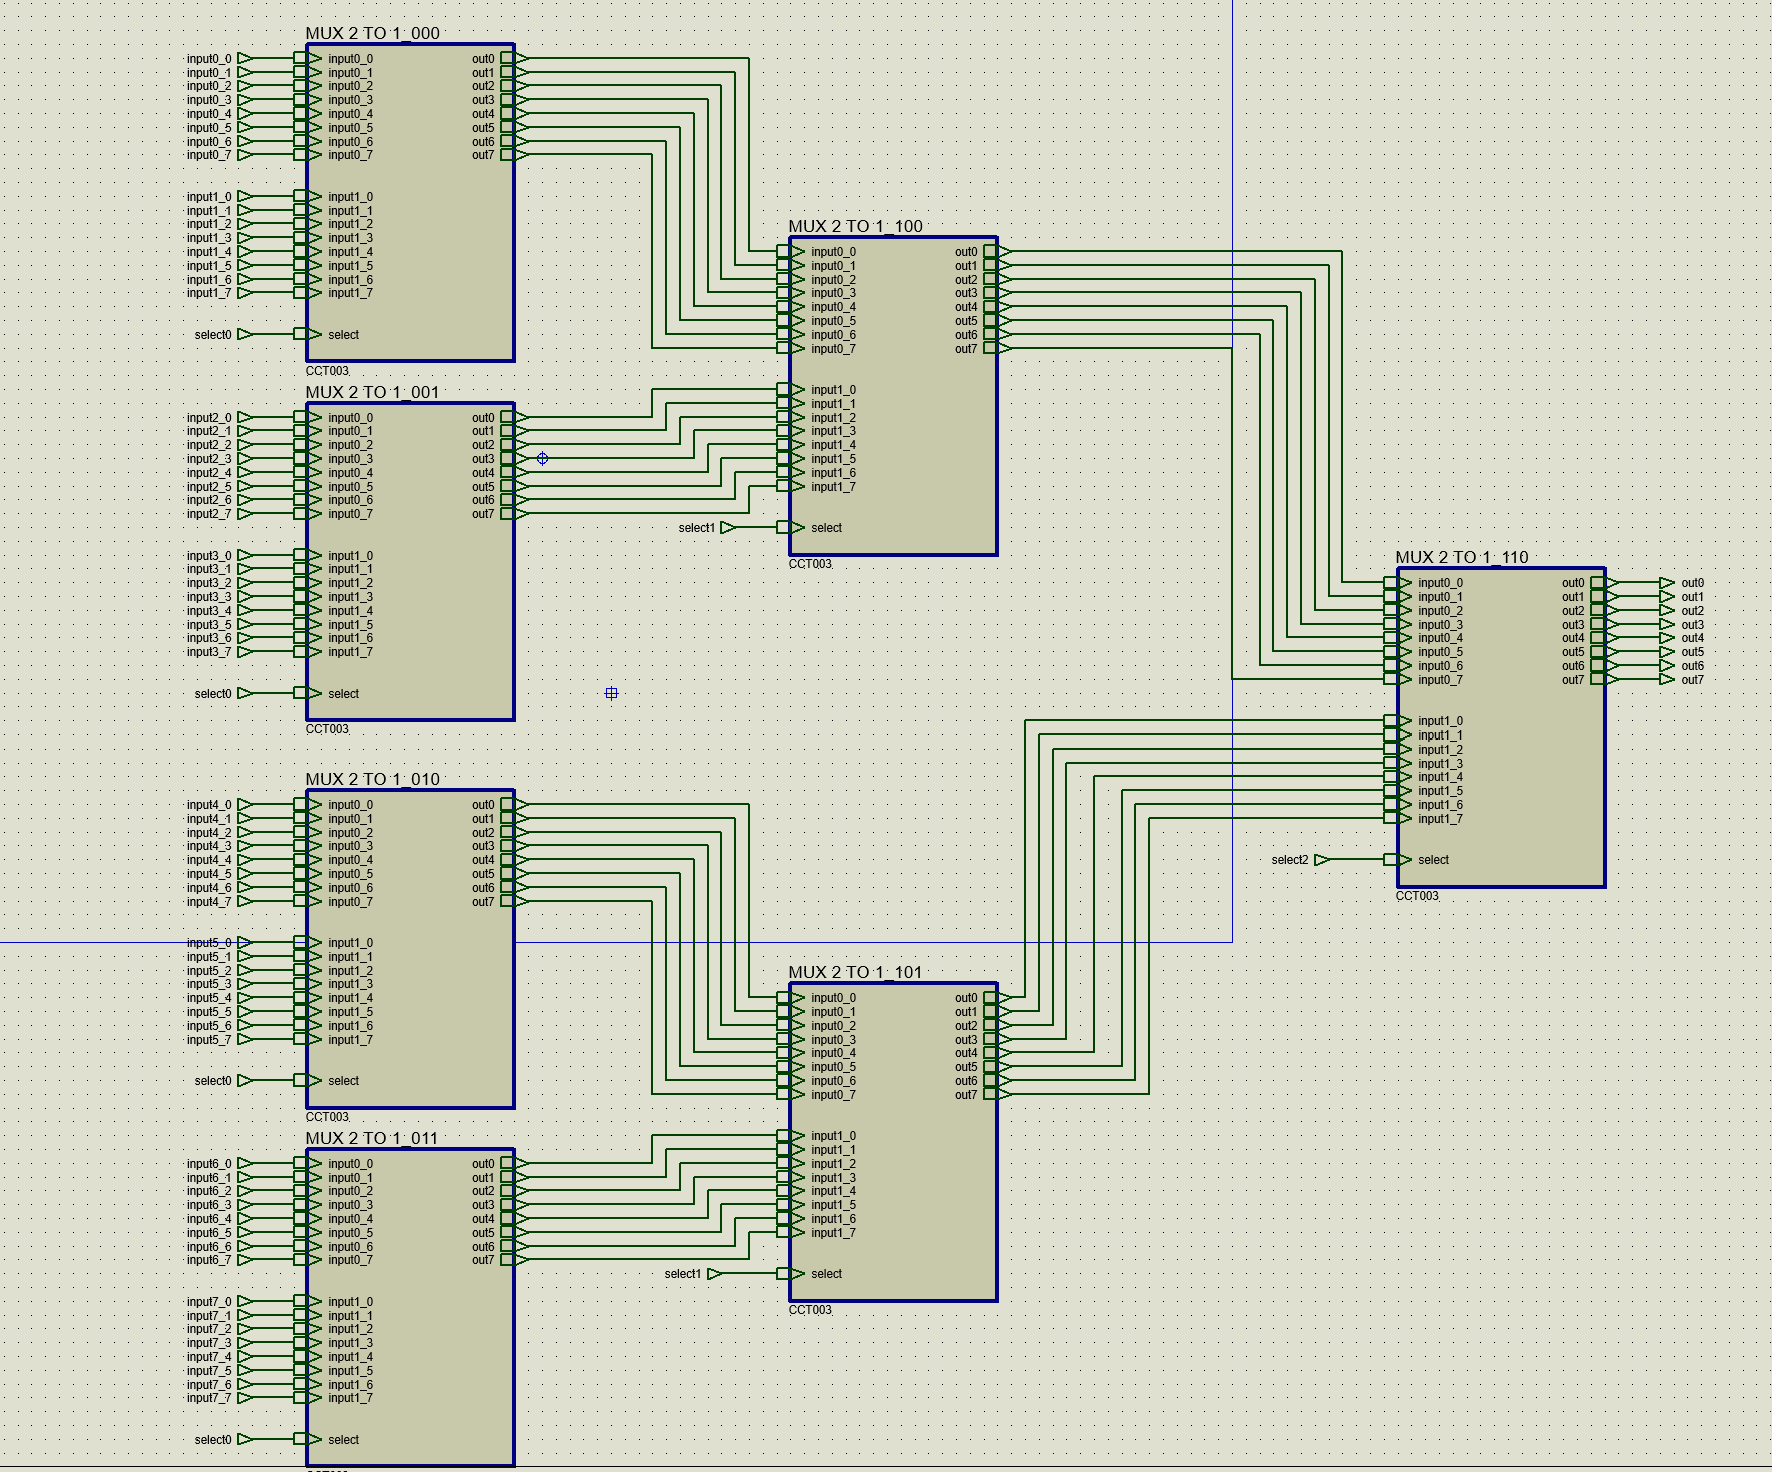 MUX 2 TO 1_000
input0_0 input0_0 out0
input0_1 input0_1 out1
input0_2 input0_2 out2
input0_3 input0_3 out3
input0_4 input0_4 out4
input0_5 input0_5 out5
input0_6 input0_6 out6
input0_7 input0_7 out7
input1_0 input1_0
input1_1 input1_1
input1_2 input1_2
input1_3 input1_3
input1_4 input1_4
input1_5 input1_5
input1_6 input1_6
input1_7 input1_7
select0 select
CCT003
MUX 2 TO 1_001
input2_0 input0_0 out0
input2_1 input0_1 out1
input2_2 input0_2 out2
input2_3 input0_3 out3
input2_4 input0_4 out4
input2_5 input0_5 out5
input2_6 input0_6 out6
input2_7 input0_7 out7
input3_0 input1_0
input3_1 input1_1
input3_2 input1_2
input3_3 input1_3
input3_4 input1_4
input3_5 input1_5
input3_6 input1_6
input3_7 input1_7
select0 select
CCT003
MUX 2 TO 1_010
input4_0 input0_0 out0
input4_1 input0_1 out1
input4_2 input0_2 out2
input4_3 input0_3 out3
input4_4 input0_4 out4
input4_5 input0_5 out5
input4_6 input0_6 out6
input4_7 input0_7 out7
input5_0 input1_0
input5_1 input1_1
input5_2 input1_2
input5_3 input1_3
input5_4 input1_4
input5_5 input1_5
input5_6 input1_6
input5_7 input1_7
select0 select
CCT003
MUX 2 TO 1_011
input6_0 input0_0 out0
input6_1 input0_1 out1
input6_2 input0_2 out2
input6_3 input0_3 out3
input6_4 input0_4 out4
input6_5 input0_5 out5
input6_6 input0_6 out6
input6_7 input0_7 out7
input7_0 input1_0
input7_1 input1_1
input7_2 input1_2
input7_3 input1_3
input7_4 input1_4
input7_5 input1_5
input7_6 input1_6
input7_7 input1_7
select0 select
MUX 2 TO 1_100
input0_0 out0
input0_1 out1
input0_2 out2
input0_3 out3
input0_4 out4
input0_5 out5
input0_6 out6
input0_7 out7
input1_0
input1_1
input1_2
input1_3
input1_4
input1_5
input1_6
input1_7
select1 select
CCT003
MUX 2 TO 1_101
input0_0 out0
input0_1 out1
input0_2 out2
input0_3 out3
input0_4 out4
input0_5 out5
input0_6 out6
input0_7 out7
input1_0
input1_1
input1_2
input1_3
input1_4
input1_5
input1_6
input1_7
select1 select
CCT003
MUX 2 TO 1_110
input0_0 out0 out0
input0_1 out1 out1
input0_2 out2 out2
input0_3 out3 out3
input0_4 out4 out4
input0_5 out5 out5
input0_6 out6 out6
input0_7 out7 out7
input1_0
input1_1
input1_2
input1_3
input1_4
input1_5
input1_6
input1_7
select2 select
CCT003